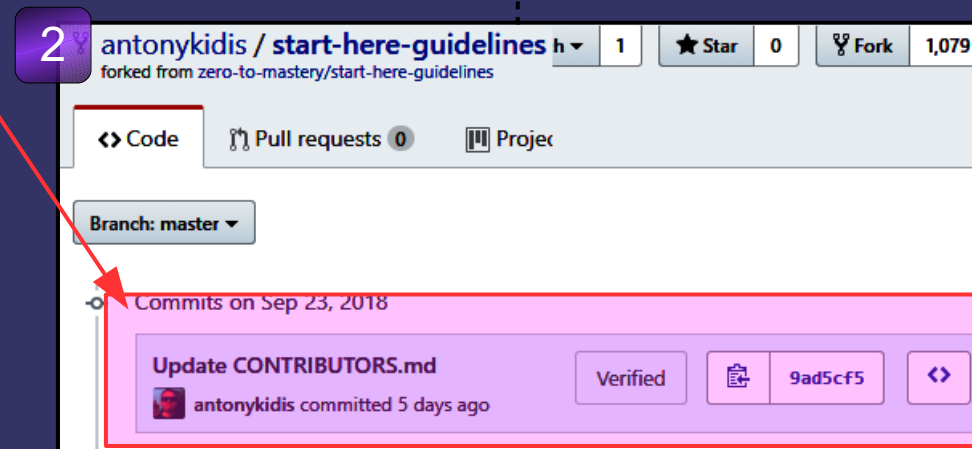 2
antonykidis / start-here-guidelines h 1 Star 0 Fork 1,079
forked from zero-to-mastery/start-here-guidelines
Code Pull requests 0
Branch: master
Commits on Sep 23, 2018
Update CONTRIBUTORS.md Verified 9ad5cf5
antonykidis committed 5 days ago